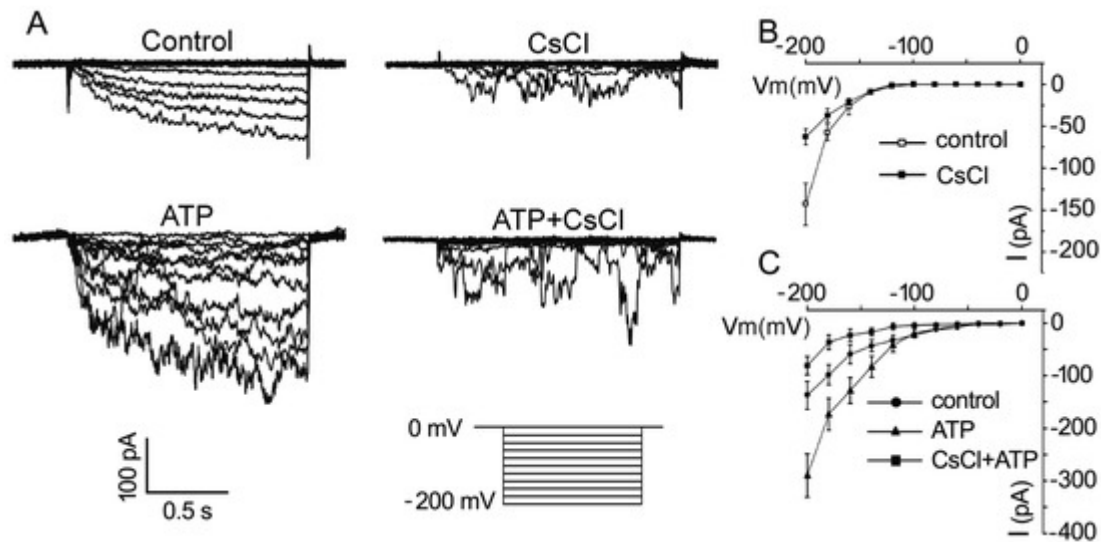 A
Control
CsCl
ATP
ATP+CsCl
100 pA
0.5 s
0 mV
-200 mV
B
-200 -100 0
Vm(mV)
0
-50
-100
-150
-200
I (pA)
control
CsCl
C
-200 -100 0
Vm(mV)
0
-100
-200
-300
-400
I (pA)
control
ATP
CsCl+ATP